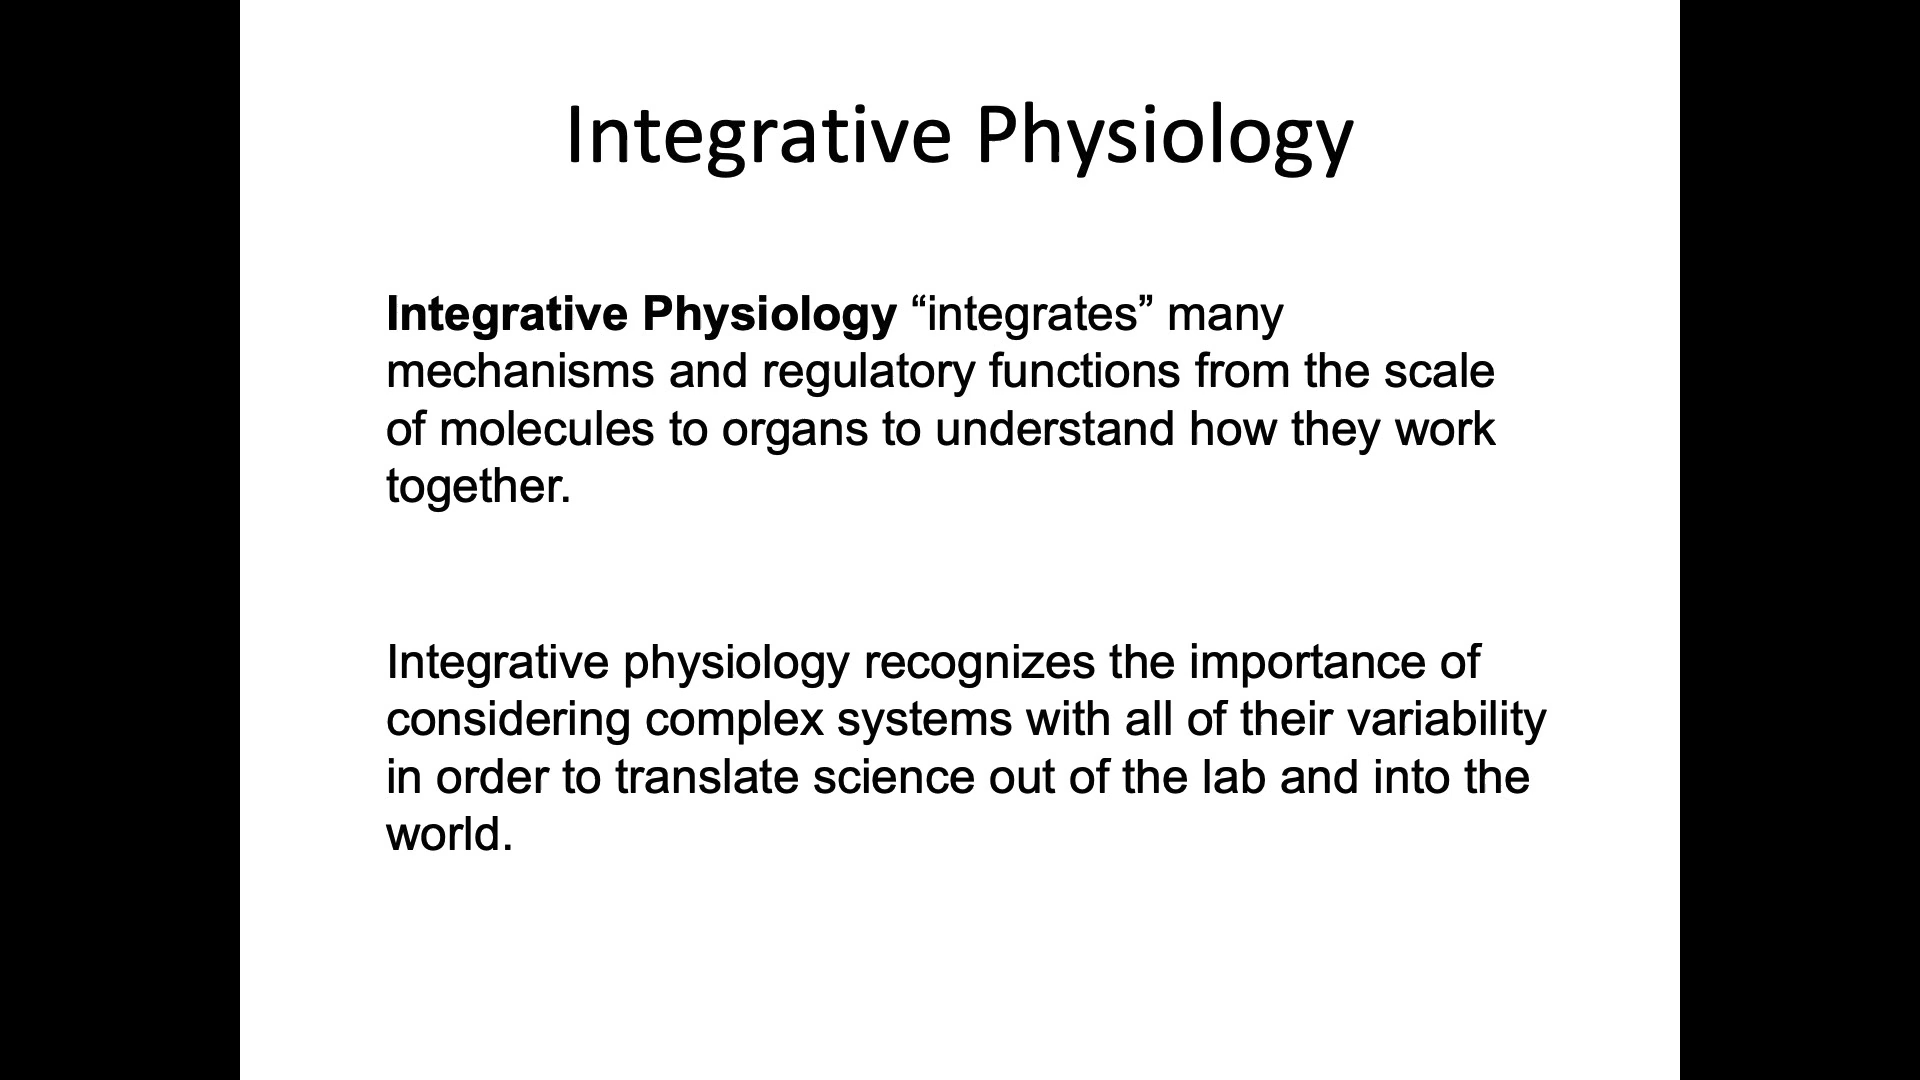 Integrative Physiology
Integrative Physiology “integrates” many
mechanisms and regulatory functions from the scale
of molecules to organs to understand how they work
together.
Integrative physiology recognizes the importance of
considering complex systems with all of their variability
in order to translate science out of the lab and into the
world.